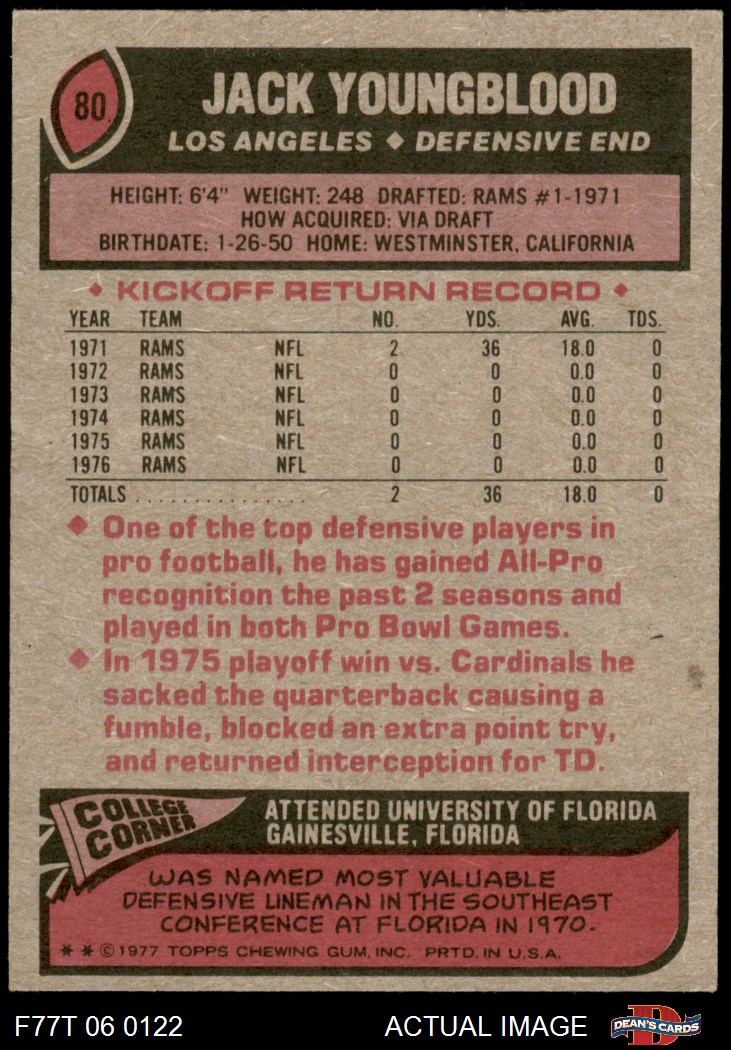 80
JACK YOUNGBLOOD
LOS ANGELES ◆ DEFENSIVE END
HEIGHT: 6'4" WEIGHT: 248 DRAFTED: RAMS #1-1971
HOW ACQUIRED: VIA DRAFT
BIRTHDATE: 1-26-50 HOME: WESTMINSTER, CALIFORNIA
◆ KICKOFF RETURN RECORD ◆
YEAR TEAM NO. YDS. AVG. TDS.
1971 RAMS NFL 2 36 18.0 0
1972 RAMS NFL 0 0 0.0 0
1973 RAMS NFL 0 0 0.0 0
1974 RAMS NFL 0 0 0.0 0
1975 RAMS NFL 0 0 0.0 0
1976 RAMS NFL 0 0 0.0 0
TOTALS . . . . . . . . . . . . . . . . 2 36 18.0 0
◆ One of the top defensive players in
pro football, he has gained All-Pro
recognition the past 2 seasons and
played in both Pro Bowl Games.
◆ In 1975 playoff win vs. Cardinals he
sacked the quarterback causing a
fumble, blocked an extra point try,
and returned interception for TD.
COLLEGE
CORNER
ATTENDED UNIVERSITY OF FLORIDA
GAINESVILLE, FLORIDA
WAS NAMED MOST VALUABLE
DEFENSIVE LINEMAN IN THE SOUTHEAST
CONFERENCE AT FLORIDA IN 1970.
* * © 1977 TOPPS CHEWING GUM, INC. PRTD. IN U.S.A.
F77T 06 0122
ACTUAL IMAGE
D
DEAN'S CARDS